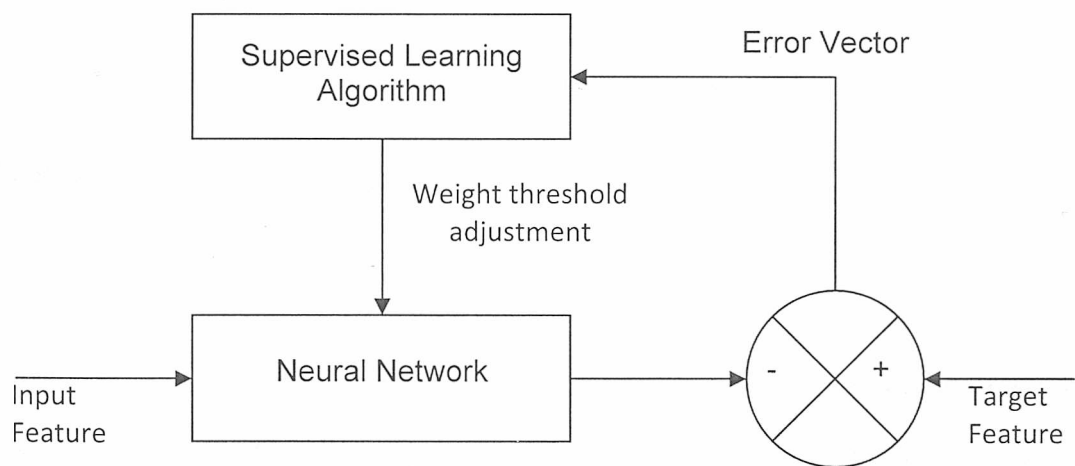 Supervised Learning
Algorithm
Error Vector
Weight threshold
adjustment
Neural Network
-
+
Input
Feature
Target
Feature